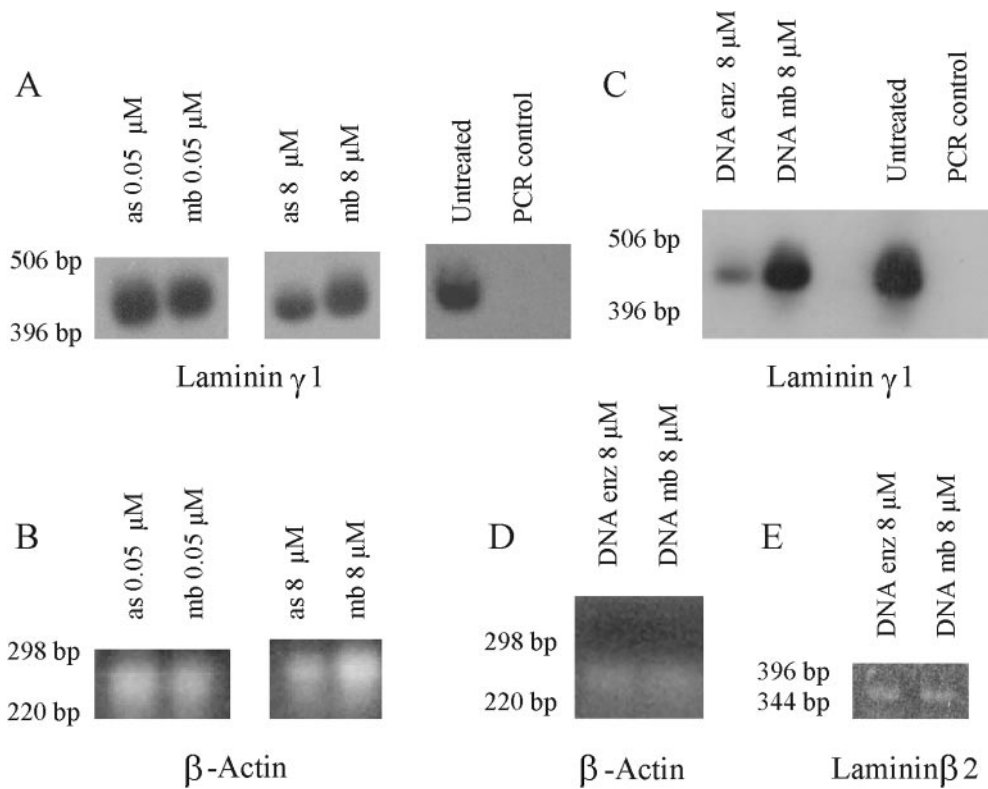 A
as 0.05 μM
mb 0.05 μM
as 8 μM
mb 8 μM
Untreated
PCR control
506 bp
396 bp
Laminin γ1
C
DNA enz 8 μM
DNA mb 8 μM
Untreated
PCR control
506 bp
396 bp
Laminin γ1
B
as 0.05 μM
mb 0.05 μM
as 8 μM
mb 8 μM
298 bp
220 bp
β-Actin
D
DNA enz 8 μM
DNA mb 8 μM
298 bp
220 bp
β-Actin
E
DNA enz 8 μM
DNA mb 8 μM
396 bp
344 bp
Lamininβ2